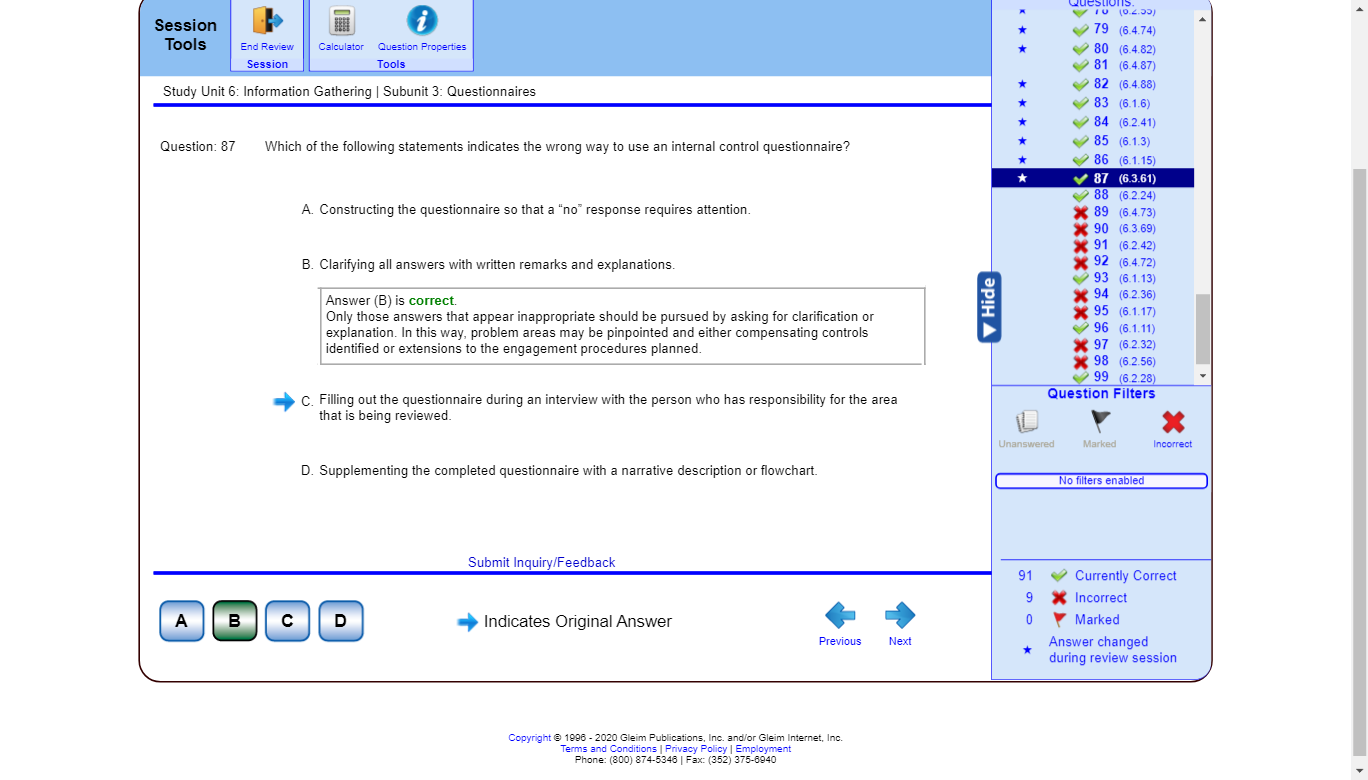 Session
Tools
End Review
Session
Calculator
Question Properties
Tools
Study Unit 6: Information Gathering | Subunit 3: Questionnaires
Question: 87
Which of the following statements indicates the wrong way to use an internal control questionnaire?
A. Constructing the questionnaire so that a “no” response requires attention.
B. Clarifying all answers with written remarks and explanations.
Answer (B) is correct.
Only those answers that appear inappropriate should be pursued by asking for clarification or
explanation. In this way, problem areas may be pinpointed and either compensating controls
identified or extensions to the engagement procedures planned.
C. Filling out the questionnaire during an interview with the person who has responsibility for the area
that is being reviewed.
D. Supplementing the completed questionnaire with a narrative description or flowchart.
Submit Inquiry/Feedback
A B C D
Indicates Original Answer
Previous
Next
Hide
Questions:
78 (6.2.55)
79 (6.4.74)
80 (6.4.82)
81 (6.4.87)
82 (6.4.88)
83 (6.1.6)
84 (6.2.41)
85 (6.1.3)
86 (6.1.15)
87 (6.3.61)
88 (6.2.24)
89 (6.4.73)
90 (6.3.69)
91 (6.2.42)
92 (6.4.72)
93 (6.1.13)
94 (6.2.36)
95 (6.1.17)
96 (6.1.11)
97 (6.2.32)
98 (6.2.56)
99 (6.2.28)
Question Filters
Unanswered
Marked
Incorrect
No filters enabled
91 Currently Correct
9 Incorrect
0 Marked
Answer changed
during review session
Copyright © 1996 - 2020 Gleim Publications, Inc. and/or Gleim Internet, Inc.
Terms and Conditions | Privacy Policy | Employment
Phone: (800) 874-5346 | Fax: (352) 375-6940